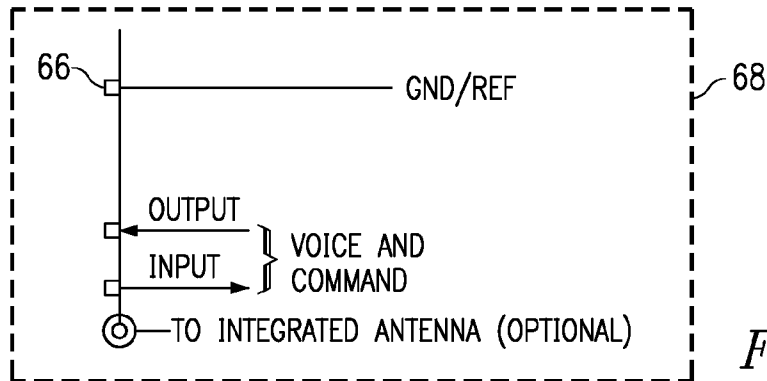 66
GND/REF
68
OUTPUT
VOICE AND
INPUT
COMMAND
TO INTEGRATED ANTENNA (OPTIONAL)
F